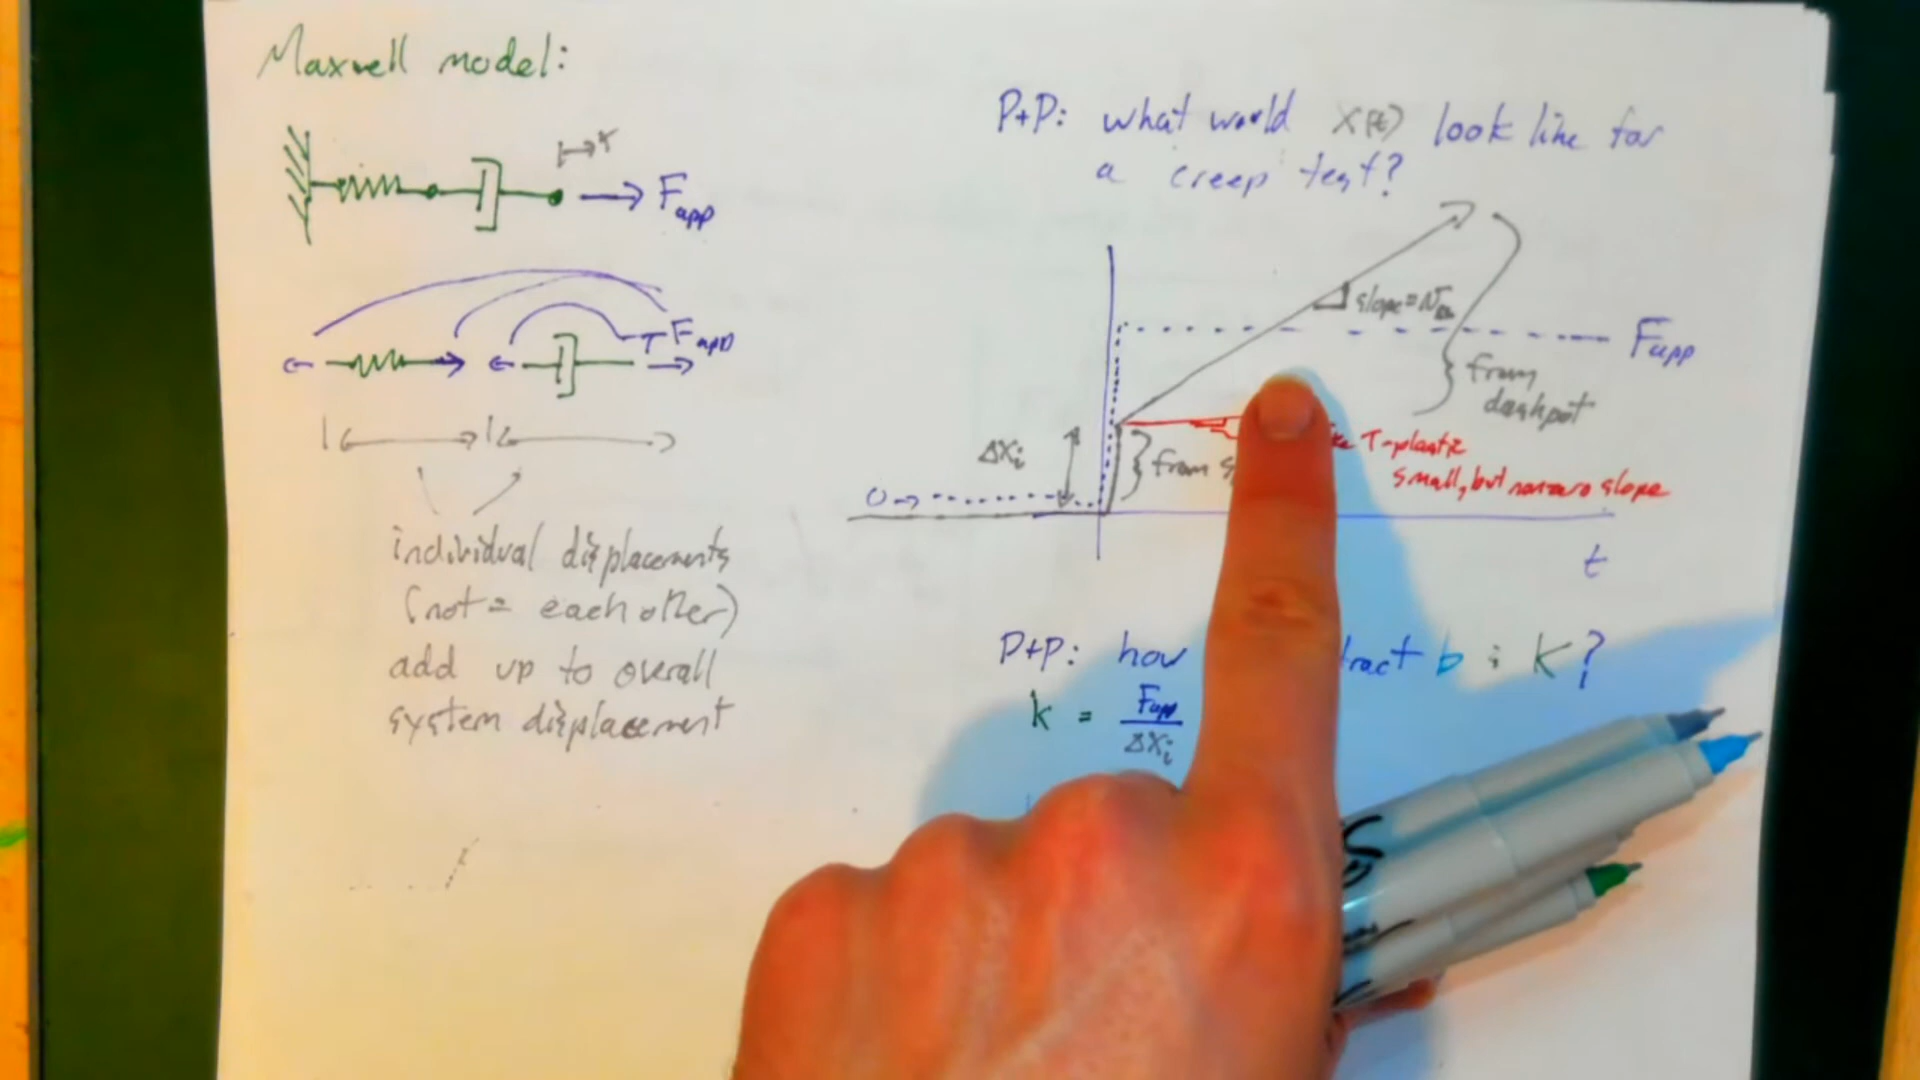 Maxwell model:
x
Fapp
Fapp
individual displacements
(not = each other)
add up to overall
system displacement
P+P: what would x(t) look like for
a creep test?
slope =
Fapp
from
dashpot
ΔXi
from
T-plastic
small, but nonzero slope
0 →
t
P+P: how b & k?
k = Fapp
ΔXi